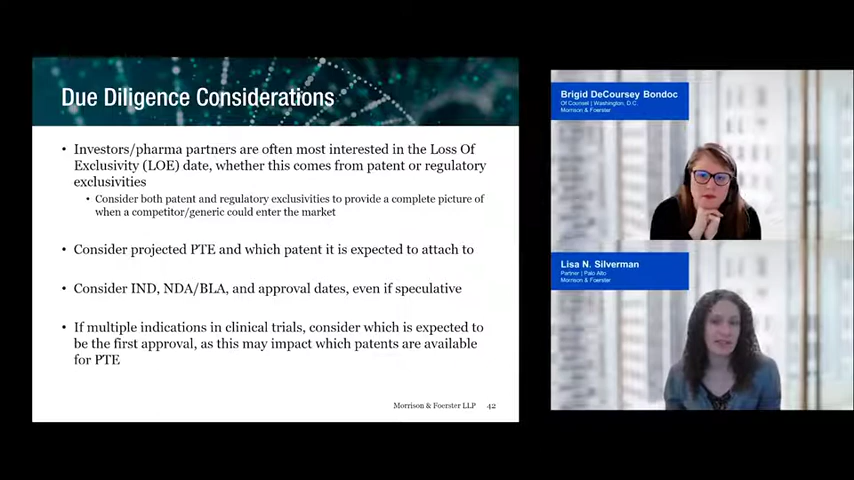 Due Diligence Considerations
• Investors/pharma partners are often most interested in the Loss Of
Exclusivity (LOE) date, whether this comes from patent or regulatory
exclusivities
• Consider both patent and regulatory exclusivities to provide a complete picture of
when a competitor/generic could enter the market
• Consider projected PTE and which patent it is expected to attach to
• Consider IND, NDA/BLA, and approval dates, even if speculative
• If multiple indications in clinical trials, consider which is expected to
be the first approval, as this may impact which patents are available
for PTE
Morrison & Foerster LLP 42
Brigid DeCoursey Bondoc
Of Counsel | Washington, D.C.
Morrison & Foerster
Lisa N. Silverman
Partner | Palo Alto
Morrison & Foerster